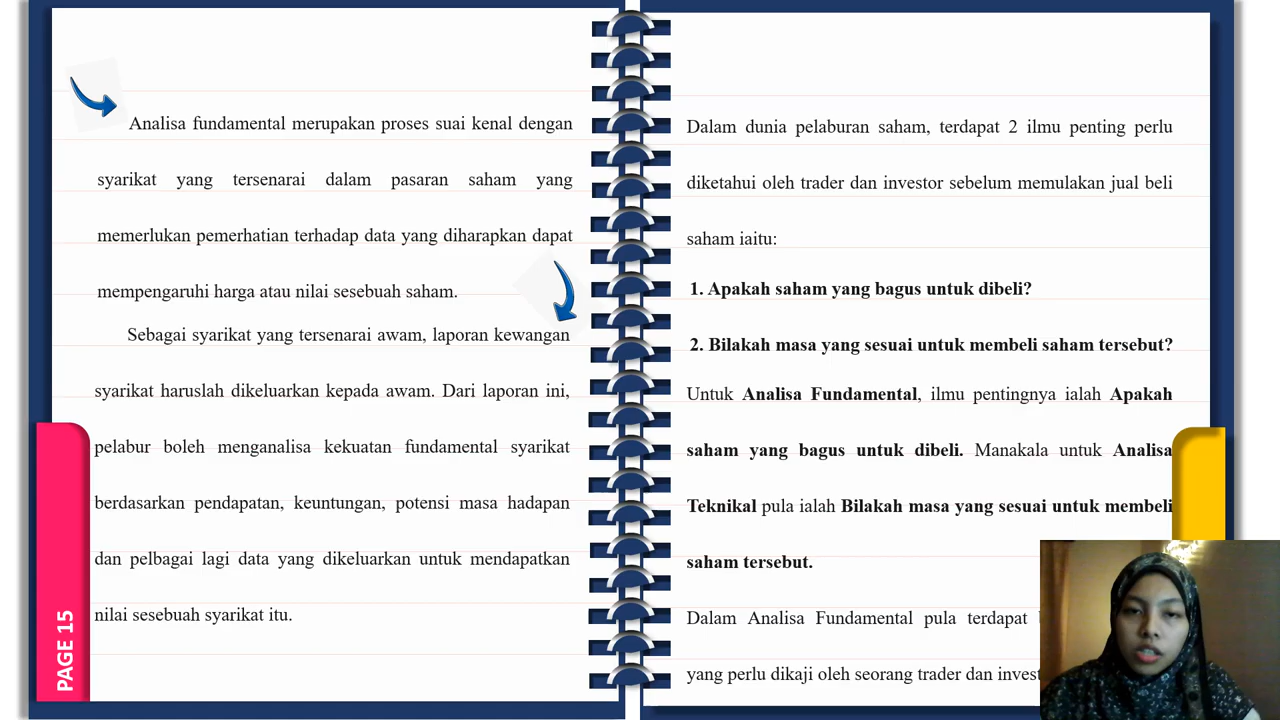 Analisa fundamental merupakan proses suai kenal dengan
syarikat yang tersenarai dalam pasaran saham yang
memerlukan pemerhatian terhadap data yang diharapkan dapat
mempengaruhi harga atau nilai sesebuah saham.
Sebagai syarikat yang tersenarai awam, laporan kewangan
syarikat haruslah dikeluarkan kepada awam. Dari laporan ini,
pelabur boleh menganalisa kekuatan fundamental syarikat
berdasarkan pendapatan, keuntungan, potensi masa hadapan
dan pelbagai lagi data yang dikeluarkan untuk mendapatkan
nilai sesebuah syarikat itu.
PAGE 15
Dalam dunia pelaburan saham, terdapat 2 ilmu penting perlu
diketahui oleh trader dan investor sebelum memulakan jual beli
saham iaitu:
1. Apakah saham yang bagus untuk dibeli?
2. Bilakah masa yang sesuai untuk membeli saham tersebut?
Untuk Analisa Fundamental, ilmu pentingnya ialah Apakah
saham yang bagus untuk dibeli. Manakala untuk Analisa
Teknikal pula ialah Bilakah masa yang sesuai untuk membeli
saham tersebut.
Dalam Analisa Fundamental pula terdapat
yang perlu dikaji oleh seorang trader dan